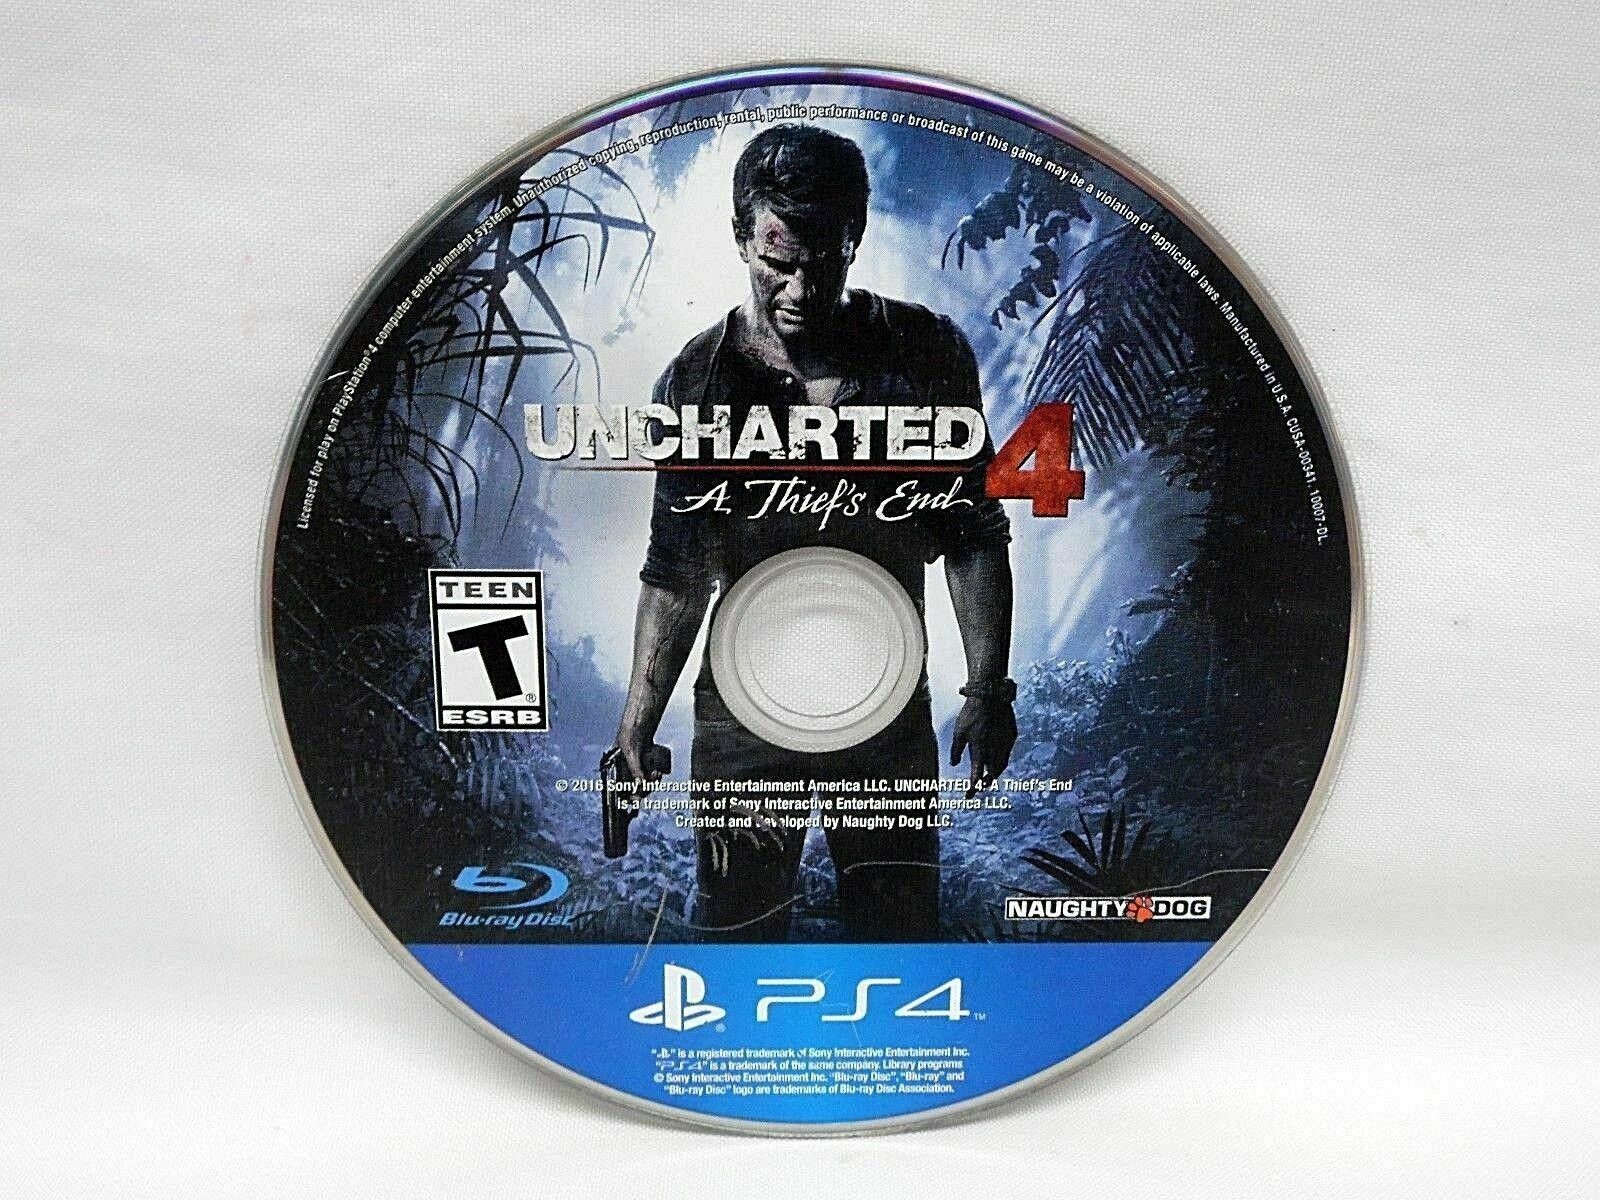 Licensed for play on PlayStation®4 computer entertainment system. Unauthorized copying, reproduction, rental, public performance or broadcast of this game may be a violation of applicable laws. Manufactured in U.S.A. CUSA-00341.10007-DL.
UNCHARTED 4
A Thief's End
TEEN
T
®
ESRB
© 2016 Sony Interactive Entertainment America LLC. UNCHARTED 4: A Thief's End
is a trademark of Sony Interactive Entertainment America LLC.
Created and Developed by Naughty Dog LLC.
Blu-ray Disc
NAUGHTY DOG
® PS4™
" " is a registered trademark of Sony Interactive Entertainment Inc.
"PS4" is a trademark of the same company. Library programs
© Sony Interactive Entertainment Inc. "Blu-ray Disc", "Blu-ray" and
"Blu-ray Disc" logo are trademarks of Blu-ray Disc Association.